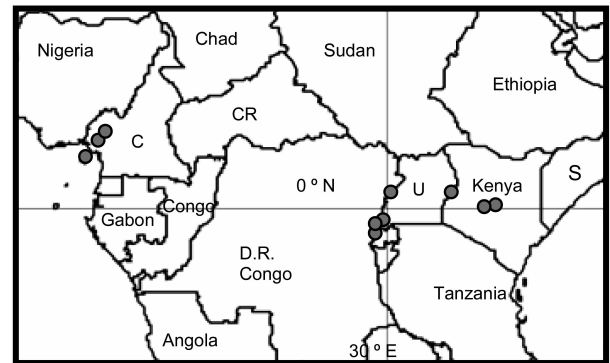 Chad
Nigeria
Sudan
Ethiopia
CR
C
0 º N
U
Kenya
S
Gabon
Congo
D.R.
Congo
Tanzania
Angola
30 º E